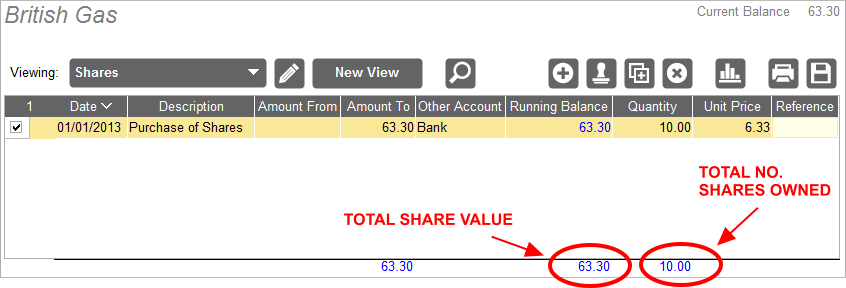 British Gas
Current Balance 63.30
Viewing: Shares New View
1 Date Description Amount From Amount To Other Account Running Balance Quantity Unit Price Reference
01/01/2013 Purchase of Shares 63.30 Bank 63.30 10.00 6.33
TOTAL NO.
SHARES OWNED
TOTAL SHARE VALUE
63.30 63.30 10.00